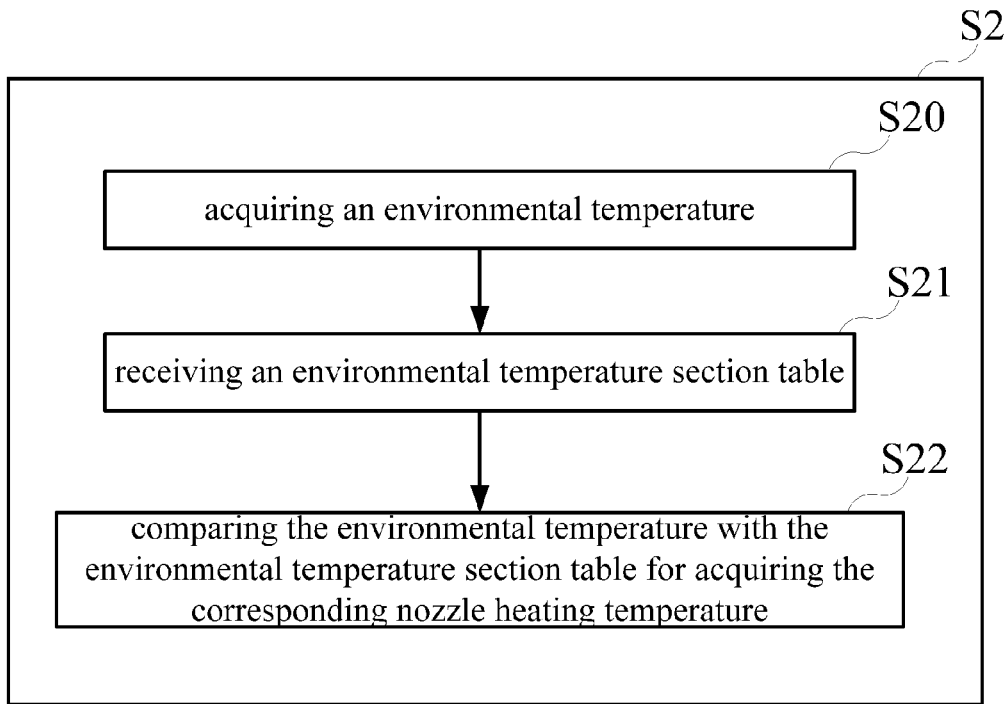 S2
S20
acquiring an environmental temperature
S21
receiving an environmental temperature section table
S22
comparing the environmental temperature with the
environmental temperature section table for acquiring the
corresponding nozzle heating temperature